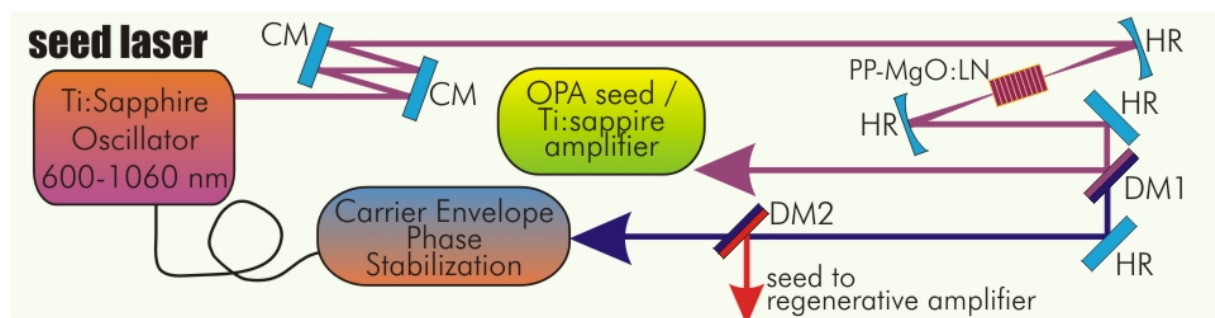 seed laser
Ti:Sapphire
Oscillator
600-1060 nm
CM
CM
OPA seed /
Ti:sappire
amplifier
Carrier Envelope
Phase
Stabilization
PP-MgO:LN
HR
HR
HR
DM1
DM2
HR
seed to
regenerative amplifier